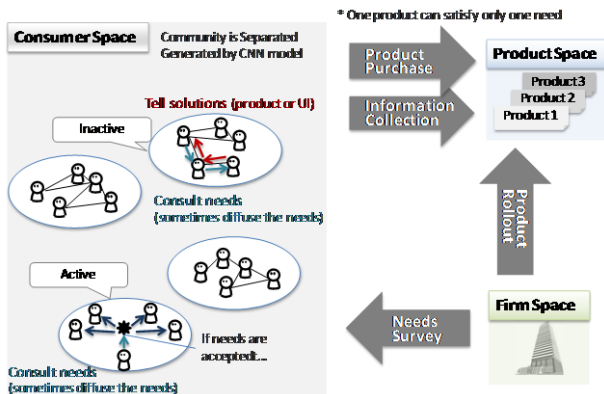 * One product can satisfy only one need
Consumer Space
Community is Separated
Generated by CNN model
Tell solutions (product or UI)
Inactive
Consult needs
(sometimes diffuse the needs)
Active
If needs are
accepted:...
Consult needs
(sometimes diffuse the needs)
Product
Purchase
Information
Collection
Product Space
Product 3
Product 2
Product 1
Product
Rollout
Needs
Survey
Firm Space